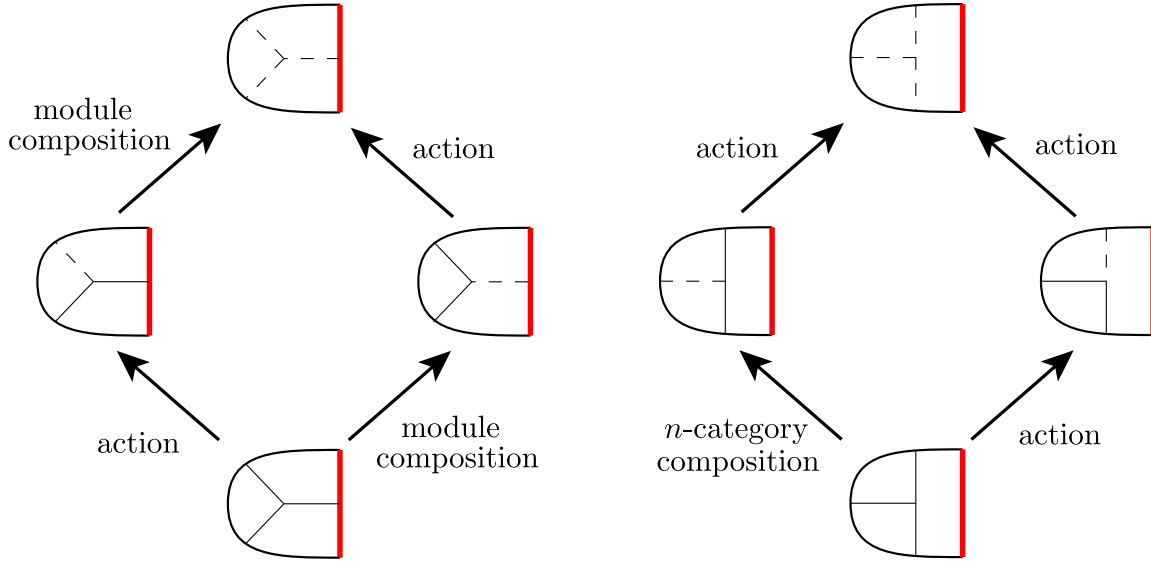 module
composition
action
action
action
action
module
composition
n-category
composition
action